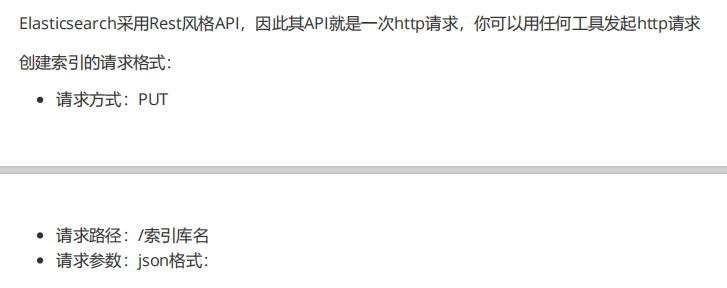 Elasticsearch采用Rest风格API，因此其API就是一次http请求，你可以用任何工具发起http请求
创建索引的请求格式：
• 请求方式：PUT
• 请求路径：/索引库名
• 请求参数：json格式：